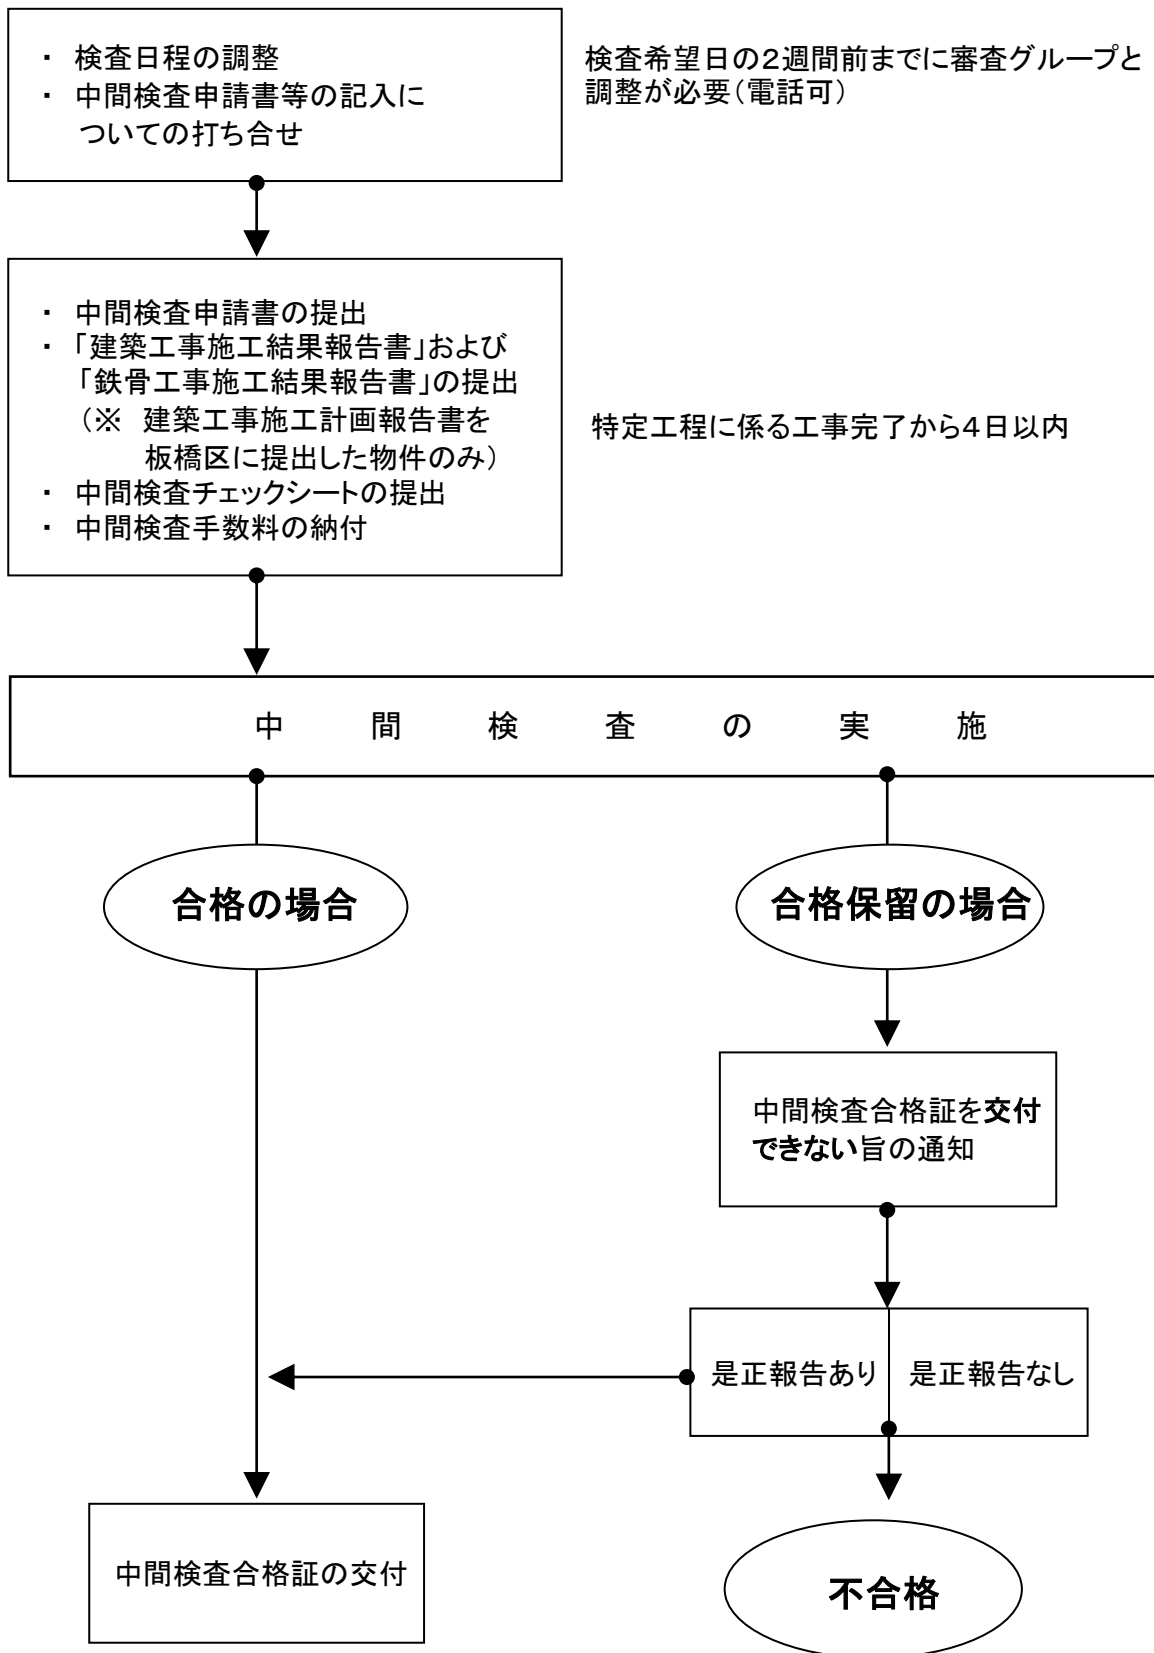 ・ 検査日程の調整
・ 中間検査申請書等の記入に
ついての打ち合せ
検査希望日の2週間前までに審査グループと
調整が必要(電話可)
・ 中間検査申請書の提出
・ 「建築工事施工結果報告書」および
「鉄骨工事施工結果報告書」の提出
(※ 建築工事施工計画報告書を
板橋区に提出した物件のみ)
・ 中間検査チェックシートの提出
・ 中間検査手数料の納付
特定工程に係る工事完了から4日以内
中 間 検 査 の 実 施
合格の場合
合格保留の場合
中間検査合格証を交付
できない旨の通知
是正報告あり
是正報告なし
中間検査合格証の交付
不合格